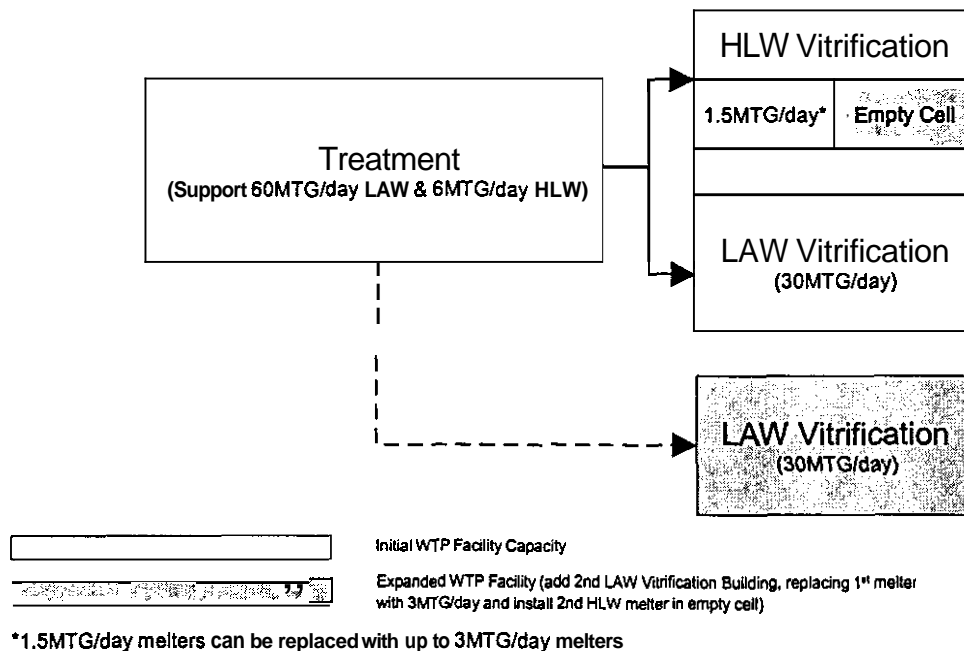 HLW Vitrification
1.5MTG/day*
Empty Cell
Treatment
(Support 60MTG/day LAW & 6MTG/day HLW)
LAW Vitrification
(30MTG/day)
LAW Vitrification
(30MTG/day)
Initial WTP Facility Capacity
Expanded WTP Facility (add 2nd LAW Vitrification Building, replacing 1st melter
with 3MTG/day and install 2nd HLW melter in empty cell)
*1.5MTG/day melters can be replaced with up to 3MTG/day melters